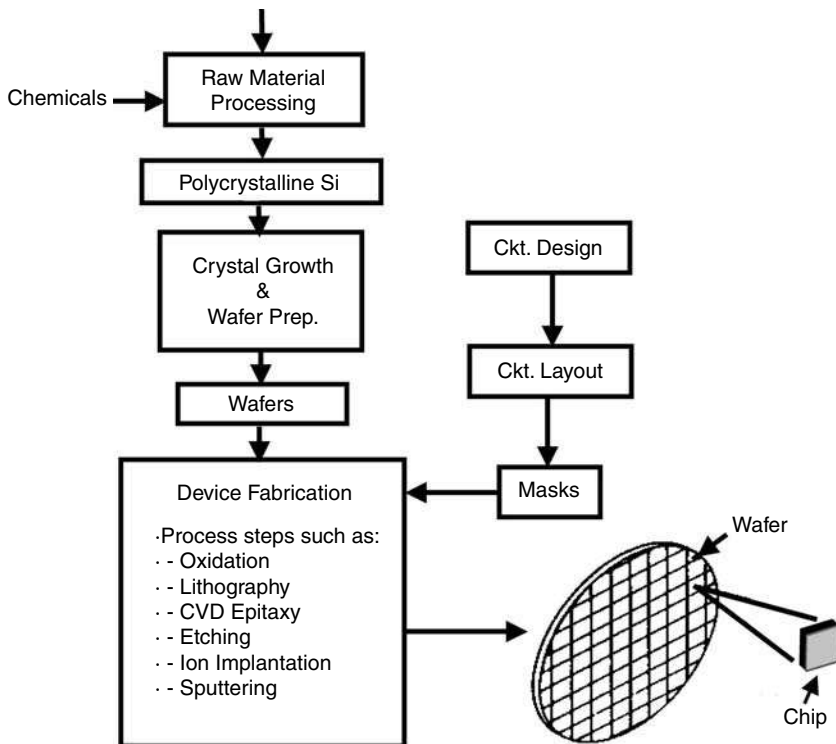 Raw Material
Processing
Chemicals
Polycrystalline Si
Crystal Growth
&
Wafer Prep.
Wafers
Ckt. Design
Ckt. Layout
Masks
Device Fabrication
·Process steps such as:
· - Oxidation
· - Lithography
· - CVD Epitaxy
· - Etching
· - Ion Implantation
· - Sputtering
Wafer
Chip